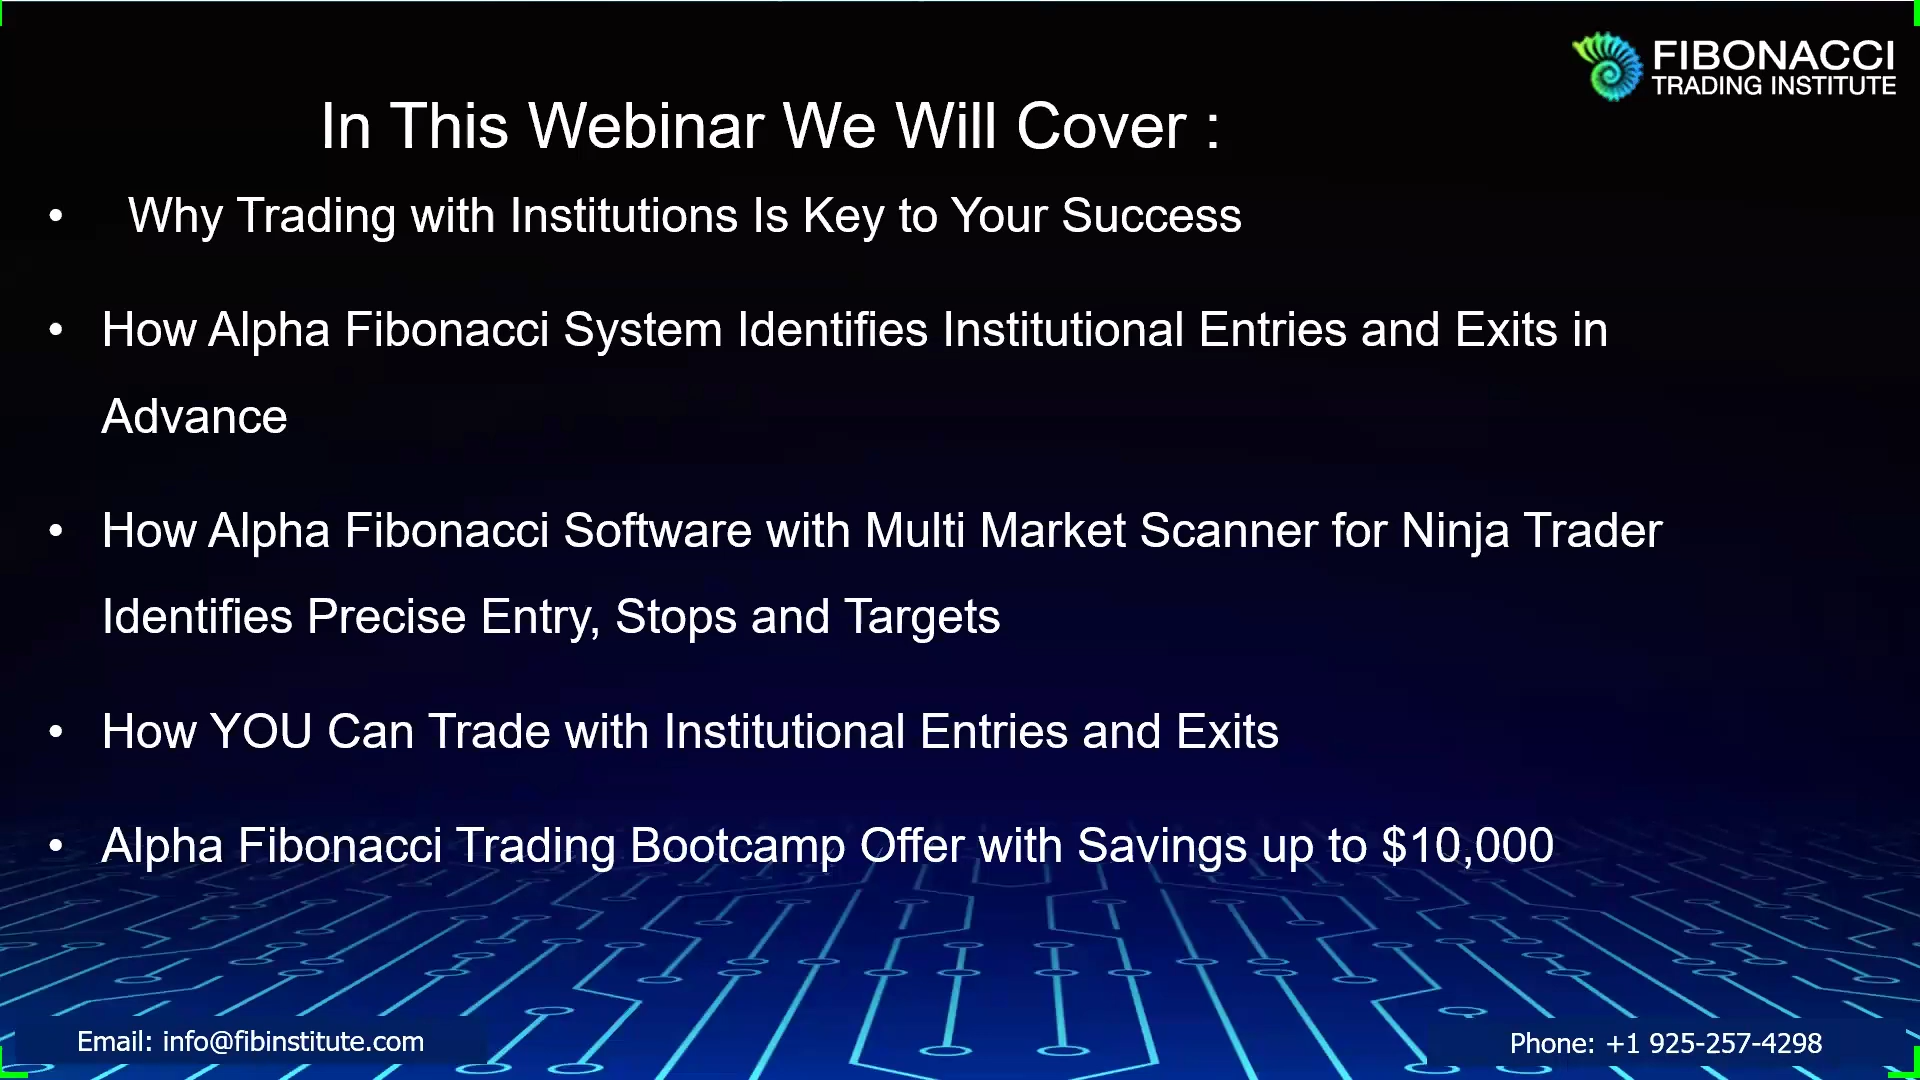 FIBONACCI
TRADING INSTITUTE
In This Webinar We Will Cover :
• Why Trading with Institutions Is Key to Your Success
• How Alpha Fibonacci System Identifies Institutional Entries and Exits in
Advance
• How Alpha Fibonacci Software with Multi Market Scanner for Ninja Trader
Identifies Precise Entry, Stops and Targets
• How YOU Can Trade with Institutional Entries and Exits
• Alpha Fibonacci Trading Bootcamp Offer with Savings up to $10,000
Email: info@fibinstitute.com
Phone: +1 925-257-4298